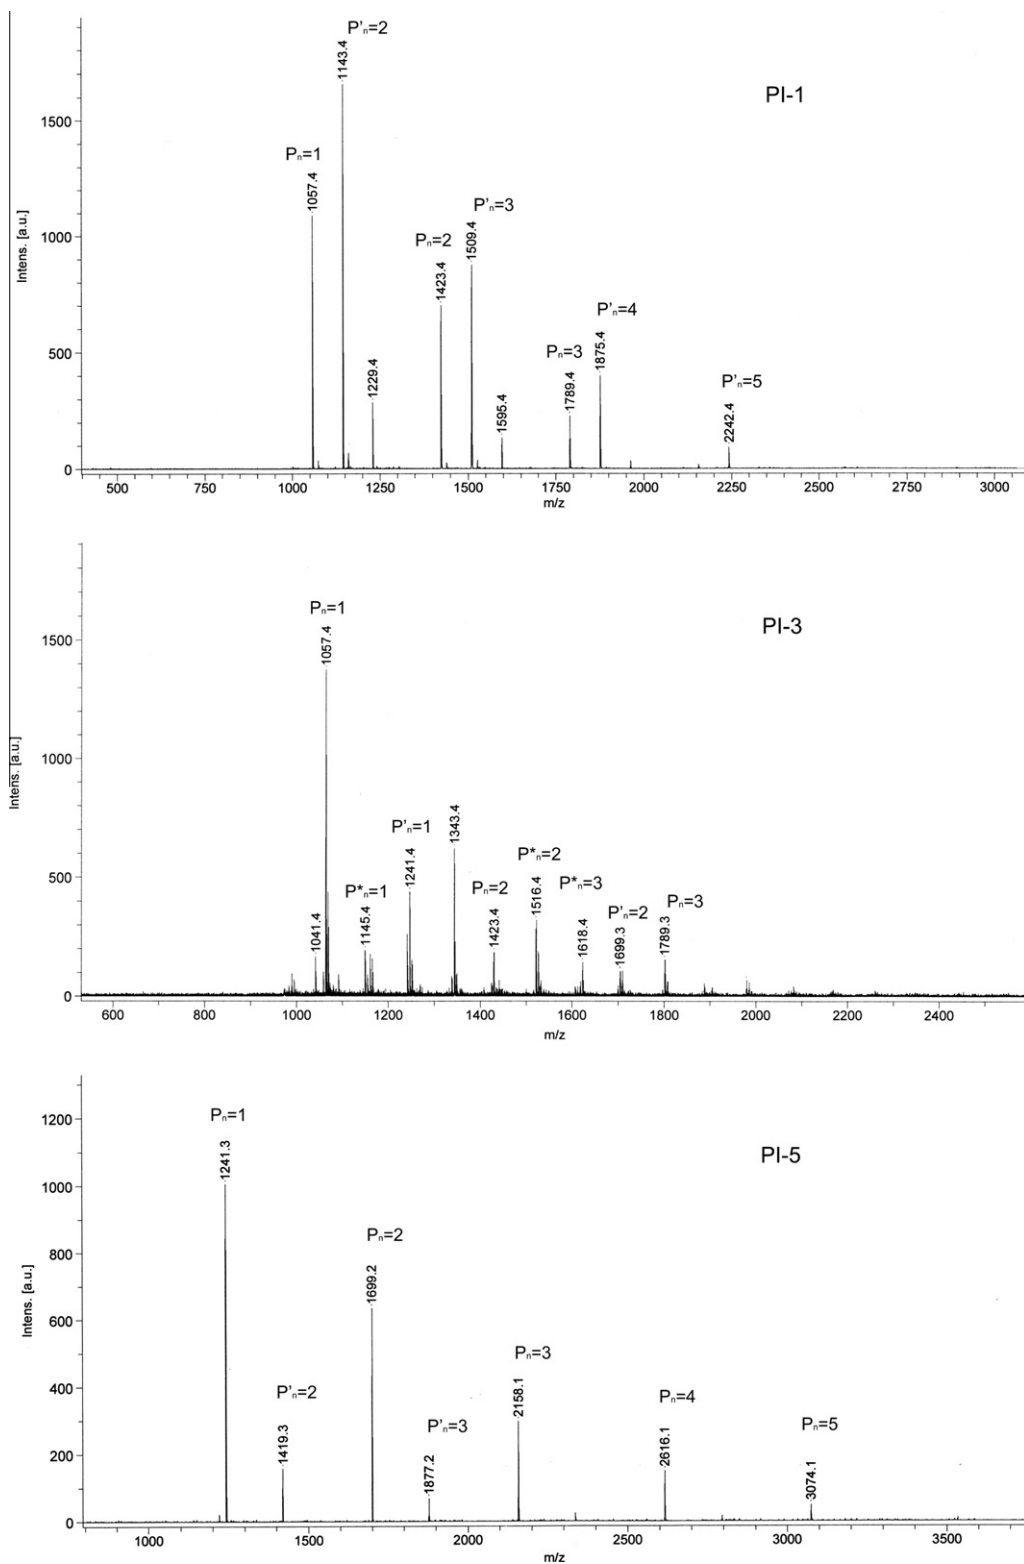 P'n=2
1143.4
PI-1
1500
Pn=1
1057.4
P'n=3
1509.4
Pn=2
1423.4
1000
Intens. [a.u.]
P'n=4
1875.4
Pn=3
1789.4
500
1229.4
P'n=5
2242.4
1595.4
0
500 750 1000 1250 1500 1750 2000 2250 2500 2750 3000
m/z
Pn=1
1057.4
PI-3
1500
1000
Intens. [a.u.]
P'n=1
1241.4
1343.4
P*n=2
1516.4
500
P*n=1
1145.4
Pn=2
1423.4
P*n=3
1618.4
P'n=2
1699.3
Pn=3
1789.3
1041.4
0
600 800 1000 1200 1400 1600 1800 2000 2200 2400
m/z
Pn=1
1241.3
PI-5
1200
1000
Pn=2
1699.2
800
Intens. [a.u.]
600
Pn=3
2158.1
400
P'n=2
1419.3
Pn=4
2616.1
P'n=3
1877.2
Pn=5
3074.1
200
0
1000 1500 2000 2500 3000 3500
m/z